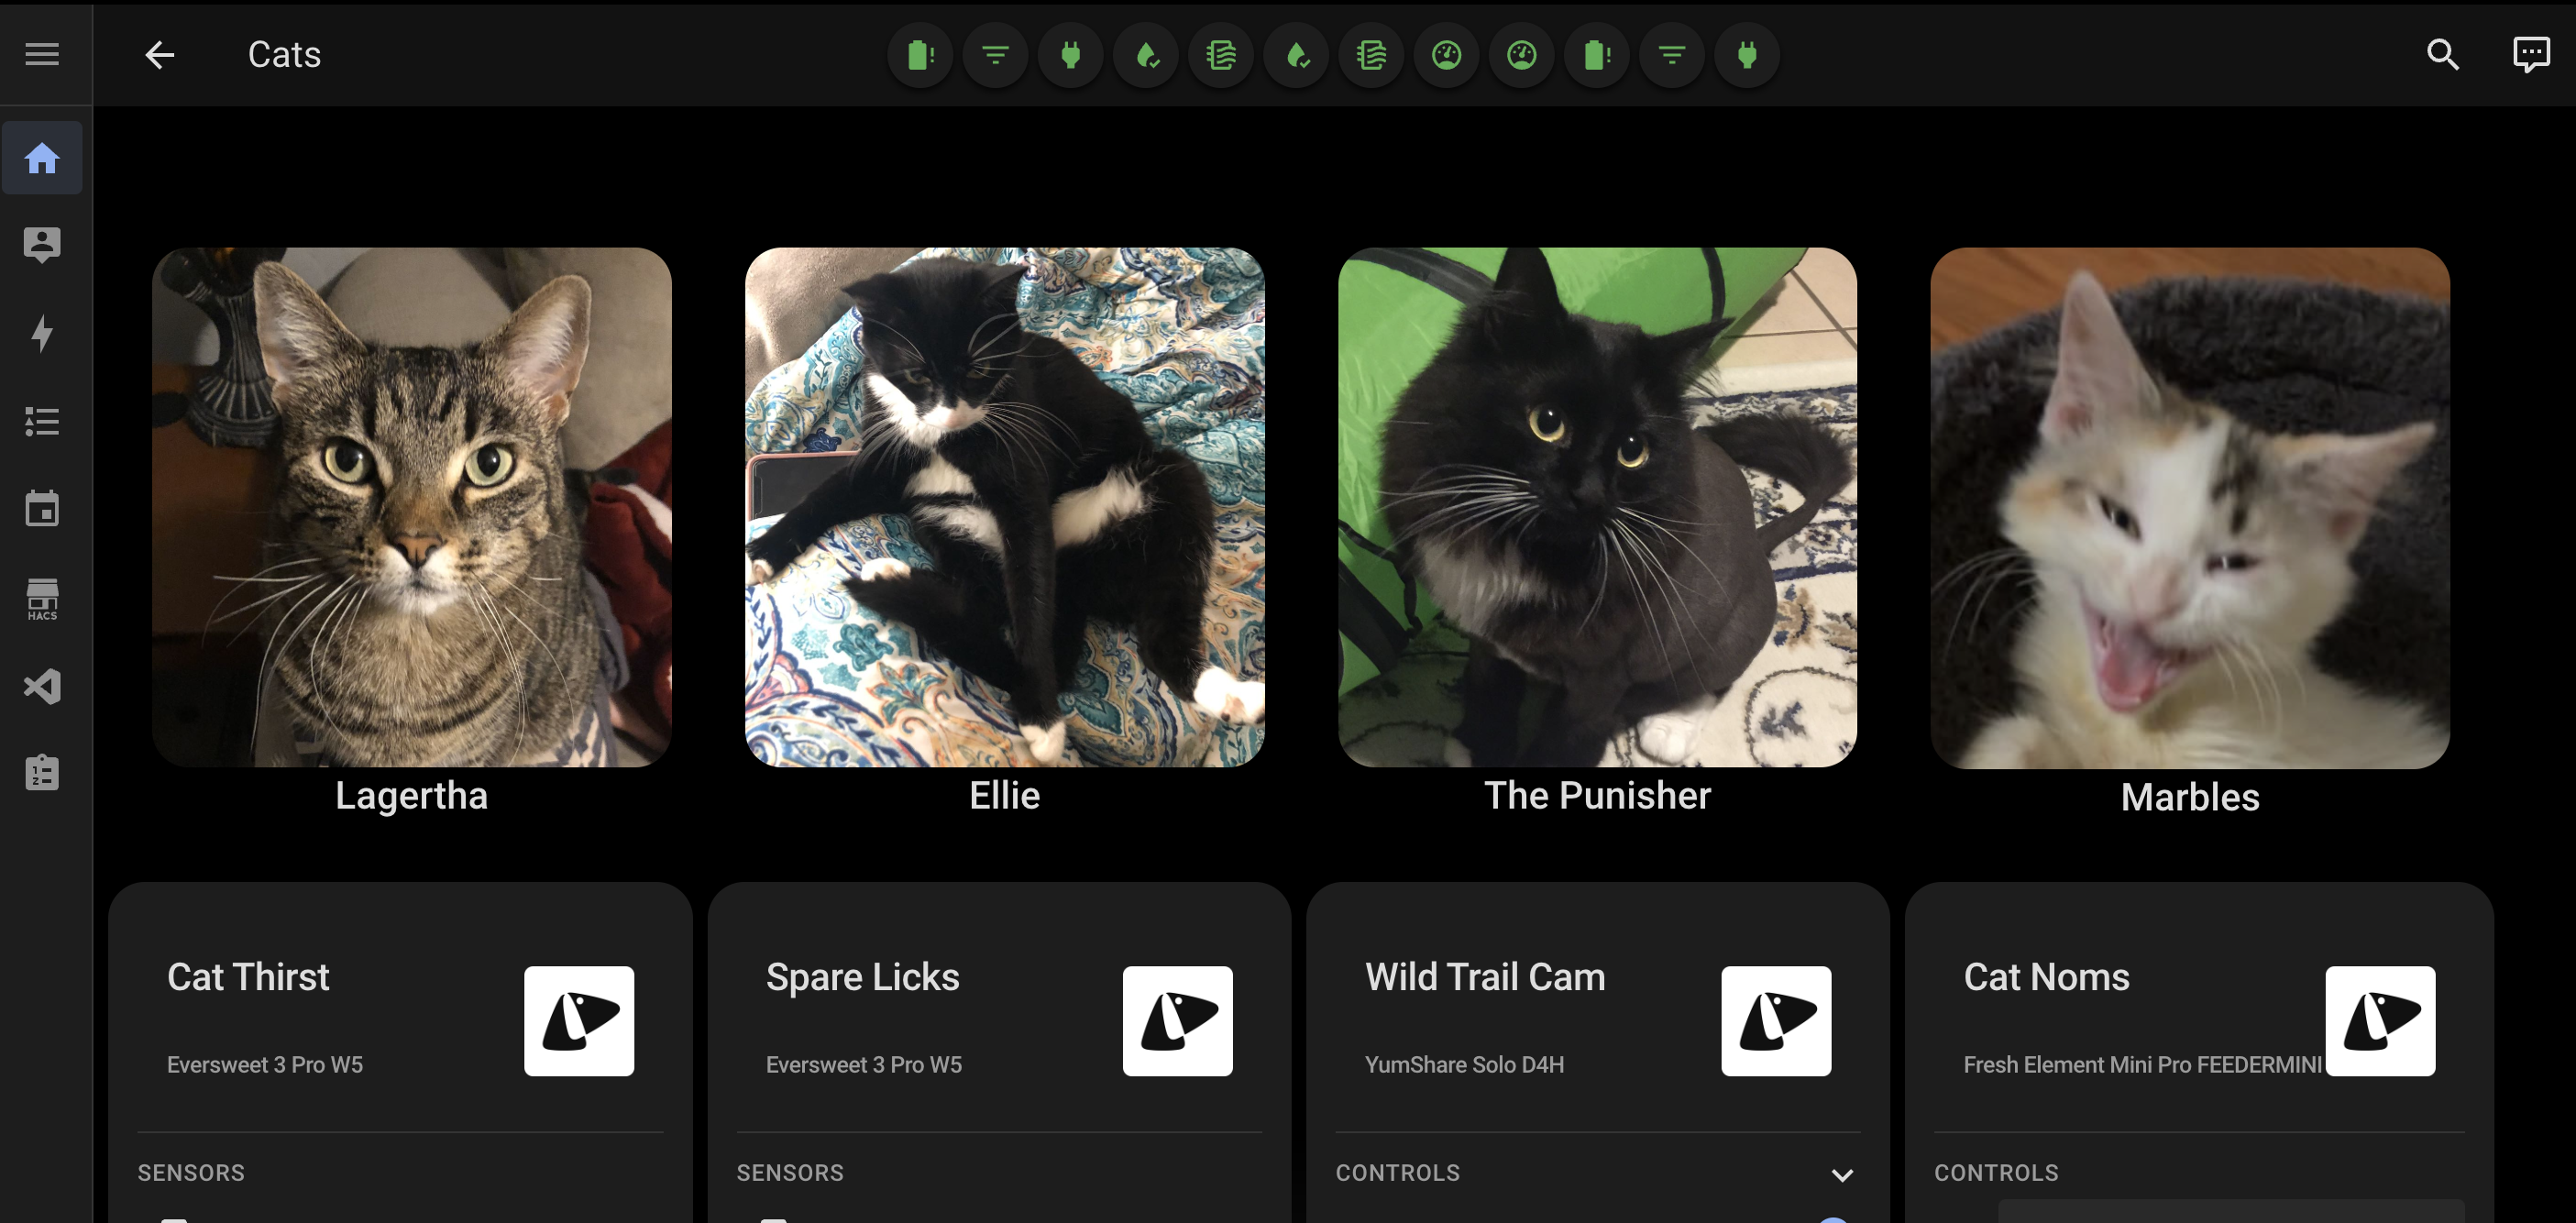 Cats
HACS
Lagertha
Ellie
The Punisher
Marbles
Cat Thirst
Eversweet 3 Pro W5
Spare Licks
Eversweet 3 Pro W5
Wild Trail Cam
YumShare Solo D4H
Cat Noms
Fresh Element Mini Pro FEEDERMINI
SENSORS
SENSORS
CONTROLS
CONTROLS